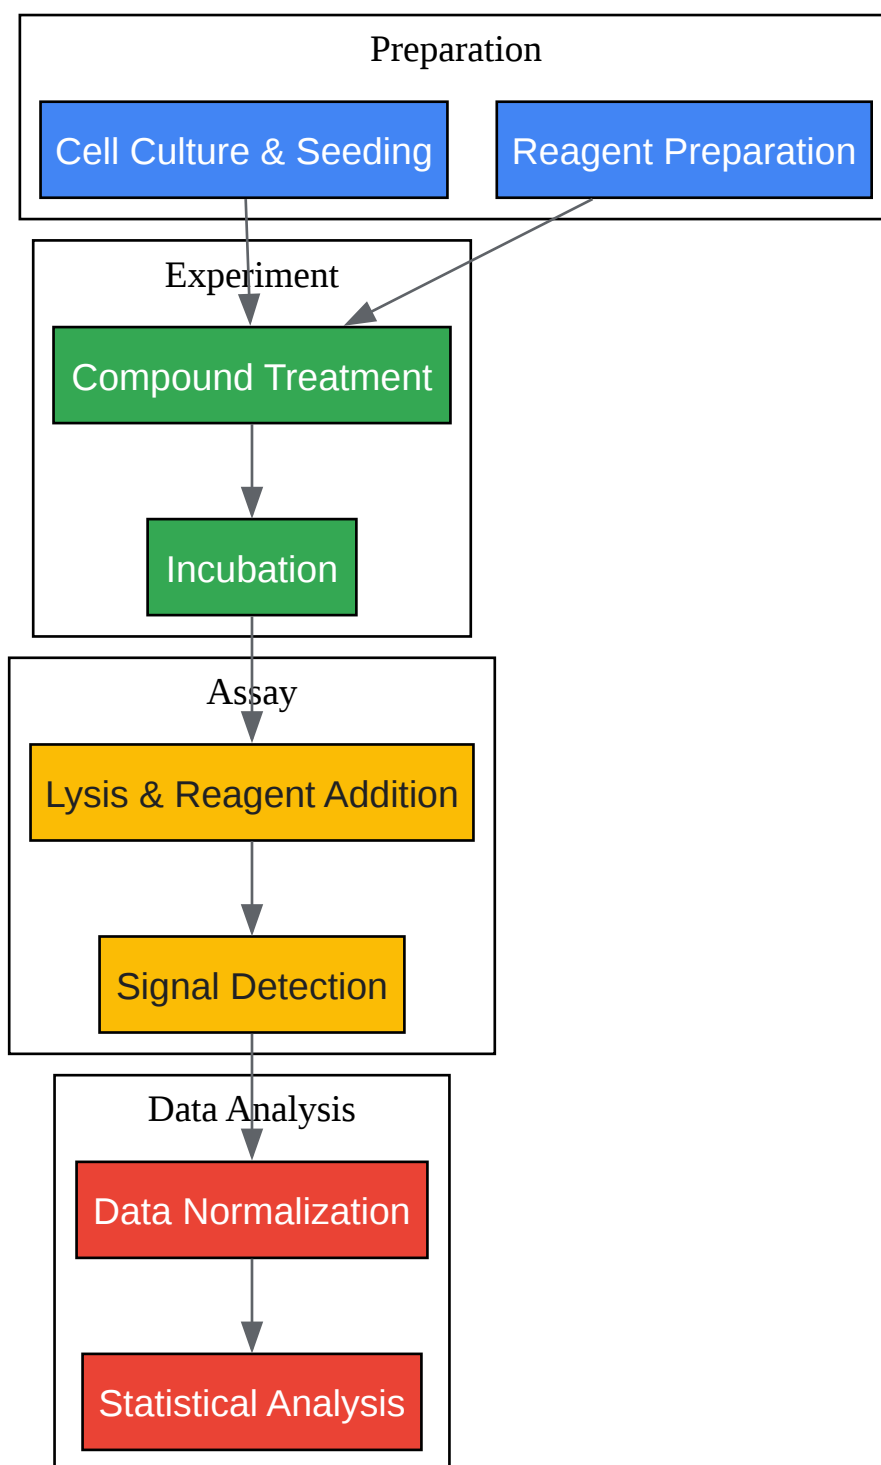 Preparation
Cell Culture & Seeding
Reagent Preparation
Experiment
Compound Treatment
Incubation
Assay
Lysis & Reagent Addition
Signal Detection
Data Analysis
Data Normalization
Statistical Analysis